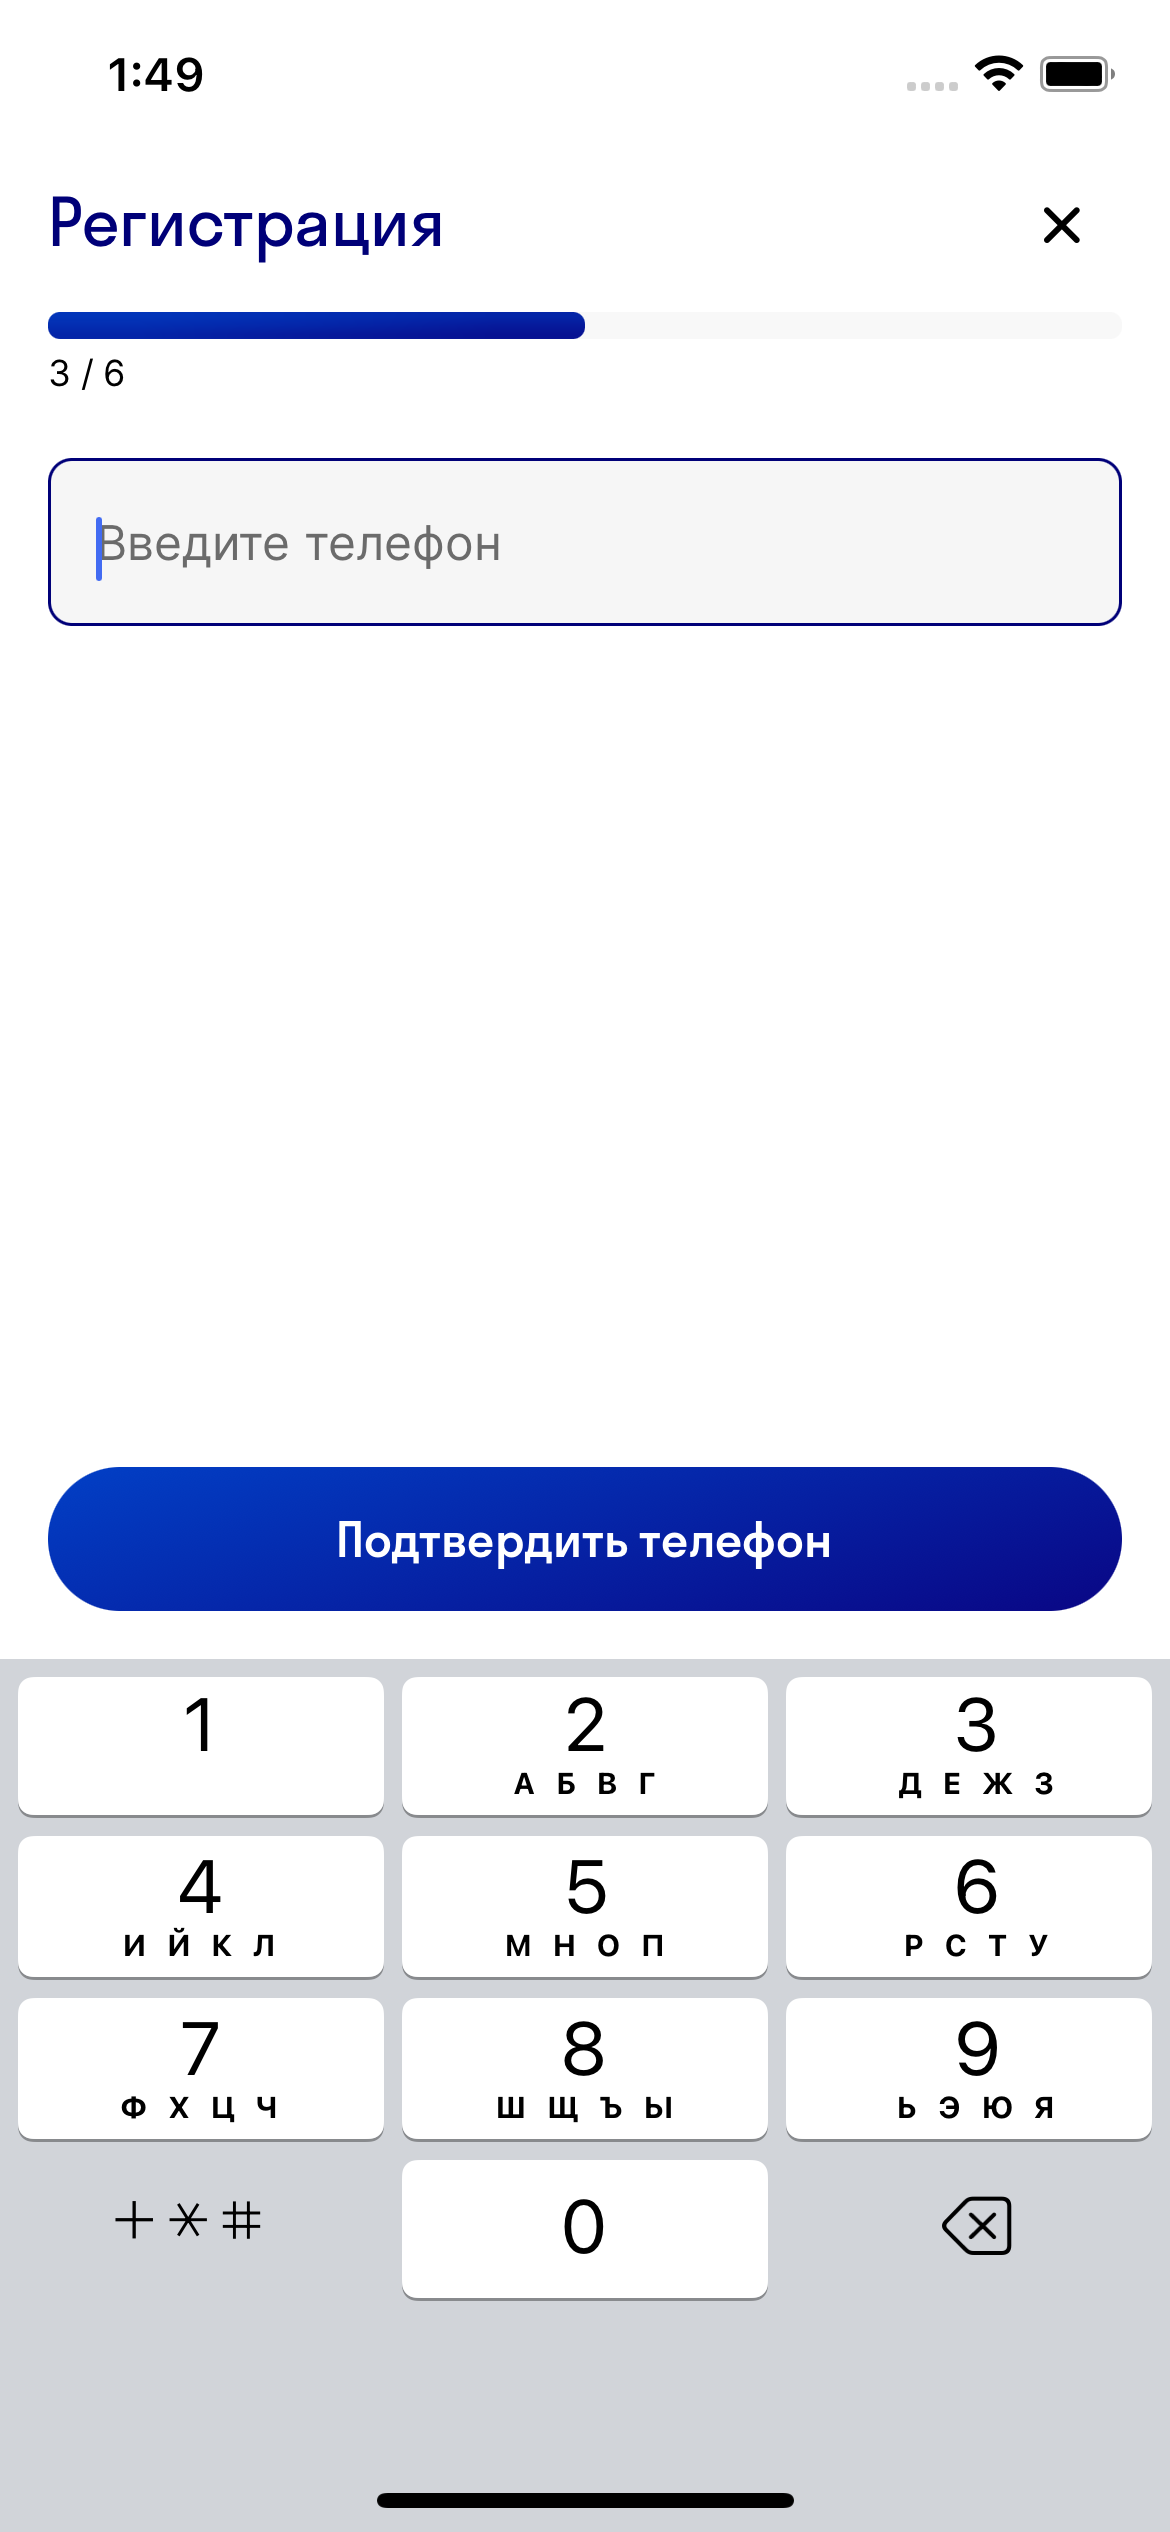 1:49
Регистрация
3 / 6
Введите телефон
Подтвердить телефон
1 2 3
А Б В Г Д Е Ж З
4 5 6
И Й К Л М Н О П Р С Т У
7 8 9
Ф Х Ц Ч Ш Щ Ъ Ы Ь Э Ю Я
+ * # 0